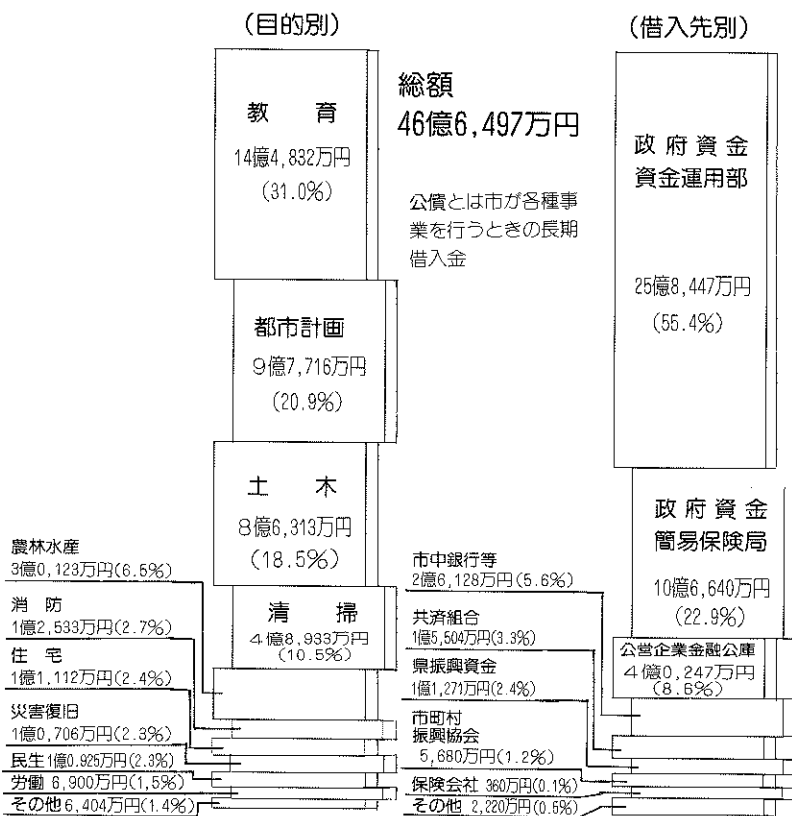 (目的別)
教 育
14億4,832万円
(31.0%)
都市計画
9億7,716万円
(20.9%)
土 木
8億6,313万円
(18.5%)
清 掃
4億8,933万円
(10.5%)
農林水産
3億0,123万円(6.5%)
消 防
1億2,533万円(2.7%)
住 宅
1億1,112万円(2.4%)
災害復旧
1億0,706万円(2.3%)
民生1億0,925万円(2.3%)
労働 6,900万円(1.5%)
その他6,404万円(1.4%)
総額
46億6,497万円
公債とは市が各種事
業を行うときの長期
借入金
(借入先別)
政府資金
資金運用部
25億8,447万円
(55.4%)
政府資金
簡易保険局
10億6,640万円
(22.9%)
公営企業金融公庫
4億0,247万円
(8.6%)
市中銀行等
2億6,128万円(5.6%)
共済組合
1億5,504万円(3.3%)
県振興資金
1億1,271万円(2.4%)
市町村
振興協会
5,680万円(1.2%)
保険会社 360万円(0.1%)
その他 2,220万円(0.5%)